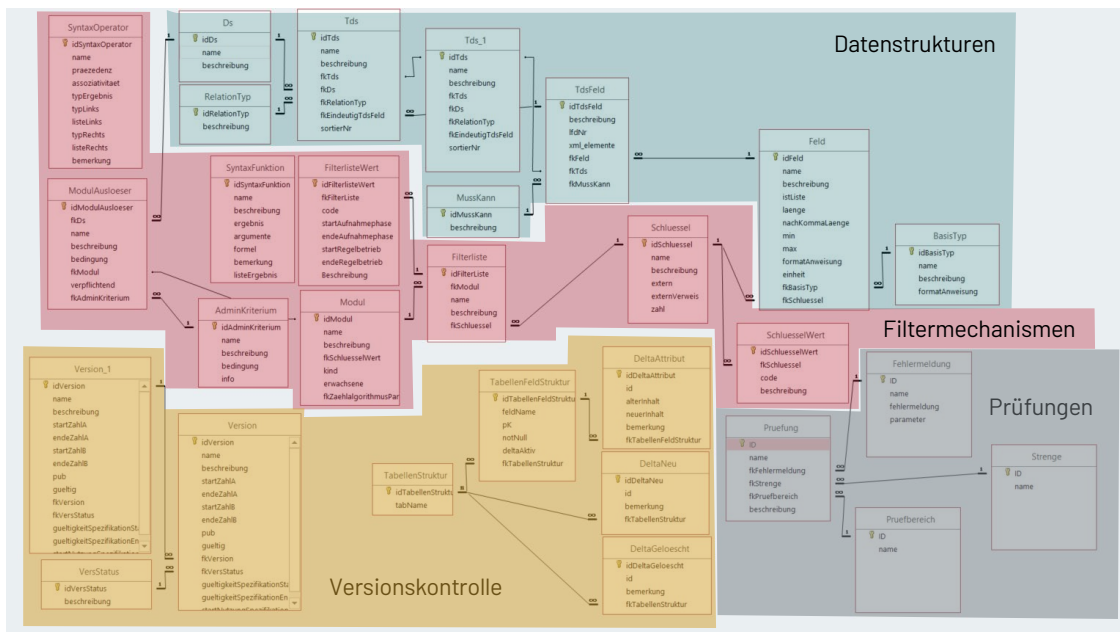 SyntaxOperator
idSyntaxOperator
name
praezedenz
assoziativitaet
typErgebnis
typLinks
listeLinks
typRechts
listeRechts
bemerkung
Ds
idDs
name
beschreibung
RelationTyp
idRelationTyp
beschreibung
Tds
idTds
name
beschreibung
fkTds
fkDs
fkRelationTyp
fkEindeutigTdsFeld
sortierNr
Tds_1
idTds
name
beschreibung
fkTds
fkDs
fkRelationTyp
fkEindeutigTdsFeld
sortierNr
MussKann
idMussKann
beschreibung
TdsFeld
idTdsFeld
beschreibung
lfdNr
xml_elemente
fkFeld
fkTds
fkMussKann
Datenstrukturen
Feld
idFeld
name
beschreibung
istListe
laenge
nachKommaLaenge
min
max
formatAnweisung
einheit
fkBasisTyp
fkSchluessel
BasisTyp
idBasisTyp
name
beschreibung
formatAnweisung
ModulAusloeser
idModulAusloeser
fkDs
name
beschreibung
bedingung
fkModul
verpflichtend
fkAdminKriterium
SyntaxFunktion
idSyntaxFunktion
name
beschreibung
ergebnis
argumente
formel
bemerkung
listeErgebnis
FilterlisteWert
idFilterlisteWert
fkFilterListe
code
startAufnahmephase
endeAufnahmephase
startRegelbetrieb
endeRegelbetrieb
Beschreibung
Filterliste
idFilterListe
fkModul
name
beschreibung
fkSchluessel
Schluessel
idSchluessel
name
beschreibung
extern
externVerweis
zahl
AdminKriterium
idAdminKriterium
name
beschreibung
bedingung
info
Modul
idModul
name
beschreibung
fkSchluesselWert
kind
erwachsene
fkZaehlalgorithmusPar
SchluesselWert
idSchluesselWert
fkSchluessel
code
beschreibung
Filtermechanismen
Version_1
idVersion
name
beschreibung
startZahlA
endeZahlA
startZahlB
endeZahlB
pub
gueltig
fkVersion
fkVersStatus
gueltigkeitSpezifikationSta
gueltigkeitSpezifikationEn
VersStatus
idVersStatus
beschreibung
Version
idVersion
name
beschreibung
startZahlA
endeZahlA
startZahlB
endeZahlB
pub
gueltig
fkVersion
fkVersStatus
gueltigkeitSpezifikationSta
gueltigkeitSpezifikationEn
TabellenStruktur
idTabellenStruktu
tabName
TabellenFeldStruktur
idTabellenFeldStruktu
feldName
pK
notNull
deltaAktiv
fkTabellenStruktur
DeltaAttribut
idDeltaAttribut
id
alterInhalt
neuerInhalt
bemerkung
fkTabellenFeldStruktur
DeltaNeu
idDeltaNeu
id
bemerkung
fkTabellenStruktur
DeltaGeloescht
idDeltaGeloescht
id
bemerkung
fkTabellenStruktur
Versionskontrolle
Fehlermeldung
ID
name
fehlermeldung
parameter
Prüfungen
Pruefung
ID
name
fkFehlermeldung
fkStrenge
fkPruefbereich
beschreibung
Strenge
ID
name
Pruefbereich
ID
name